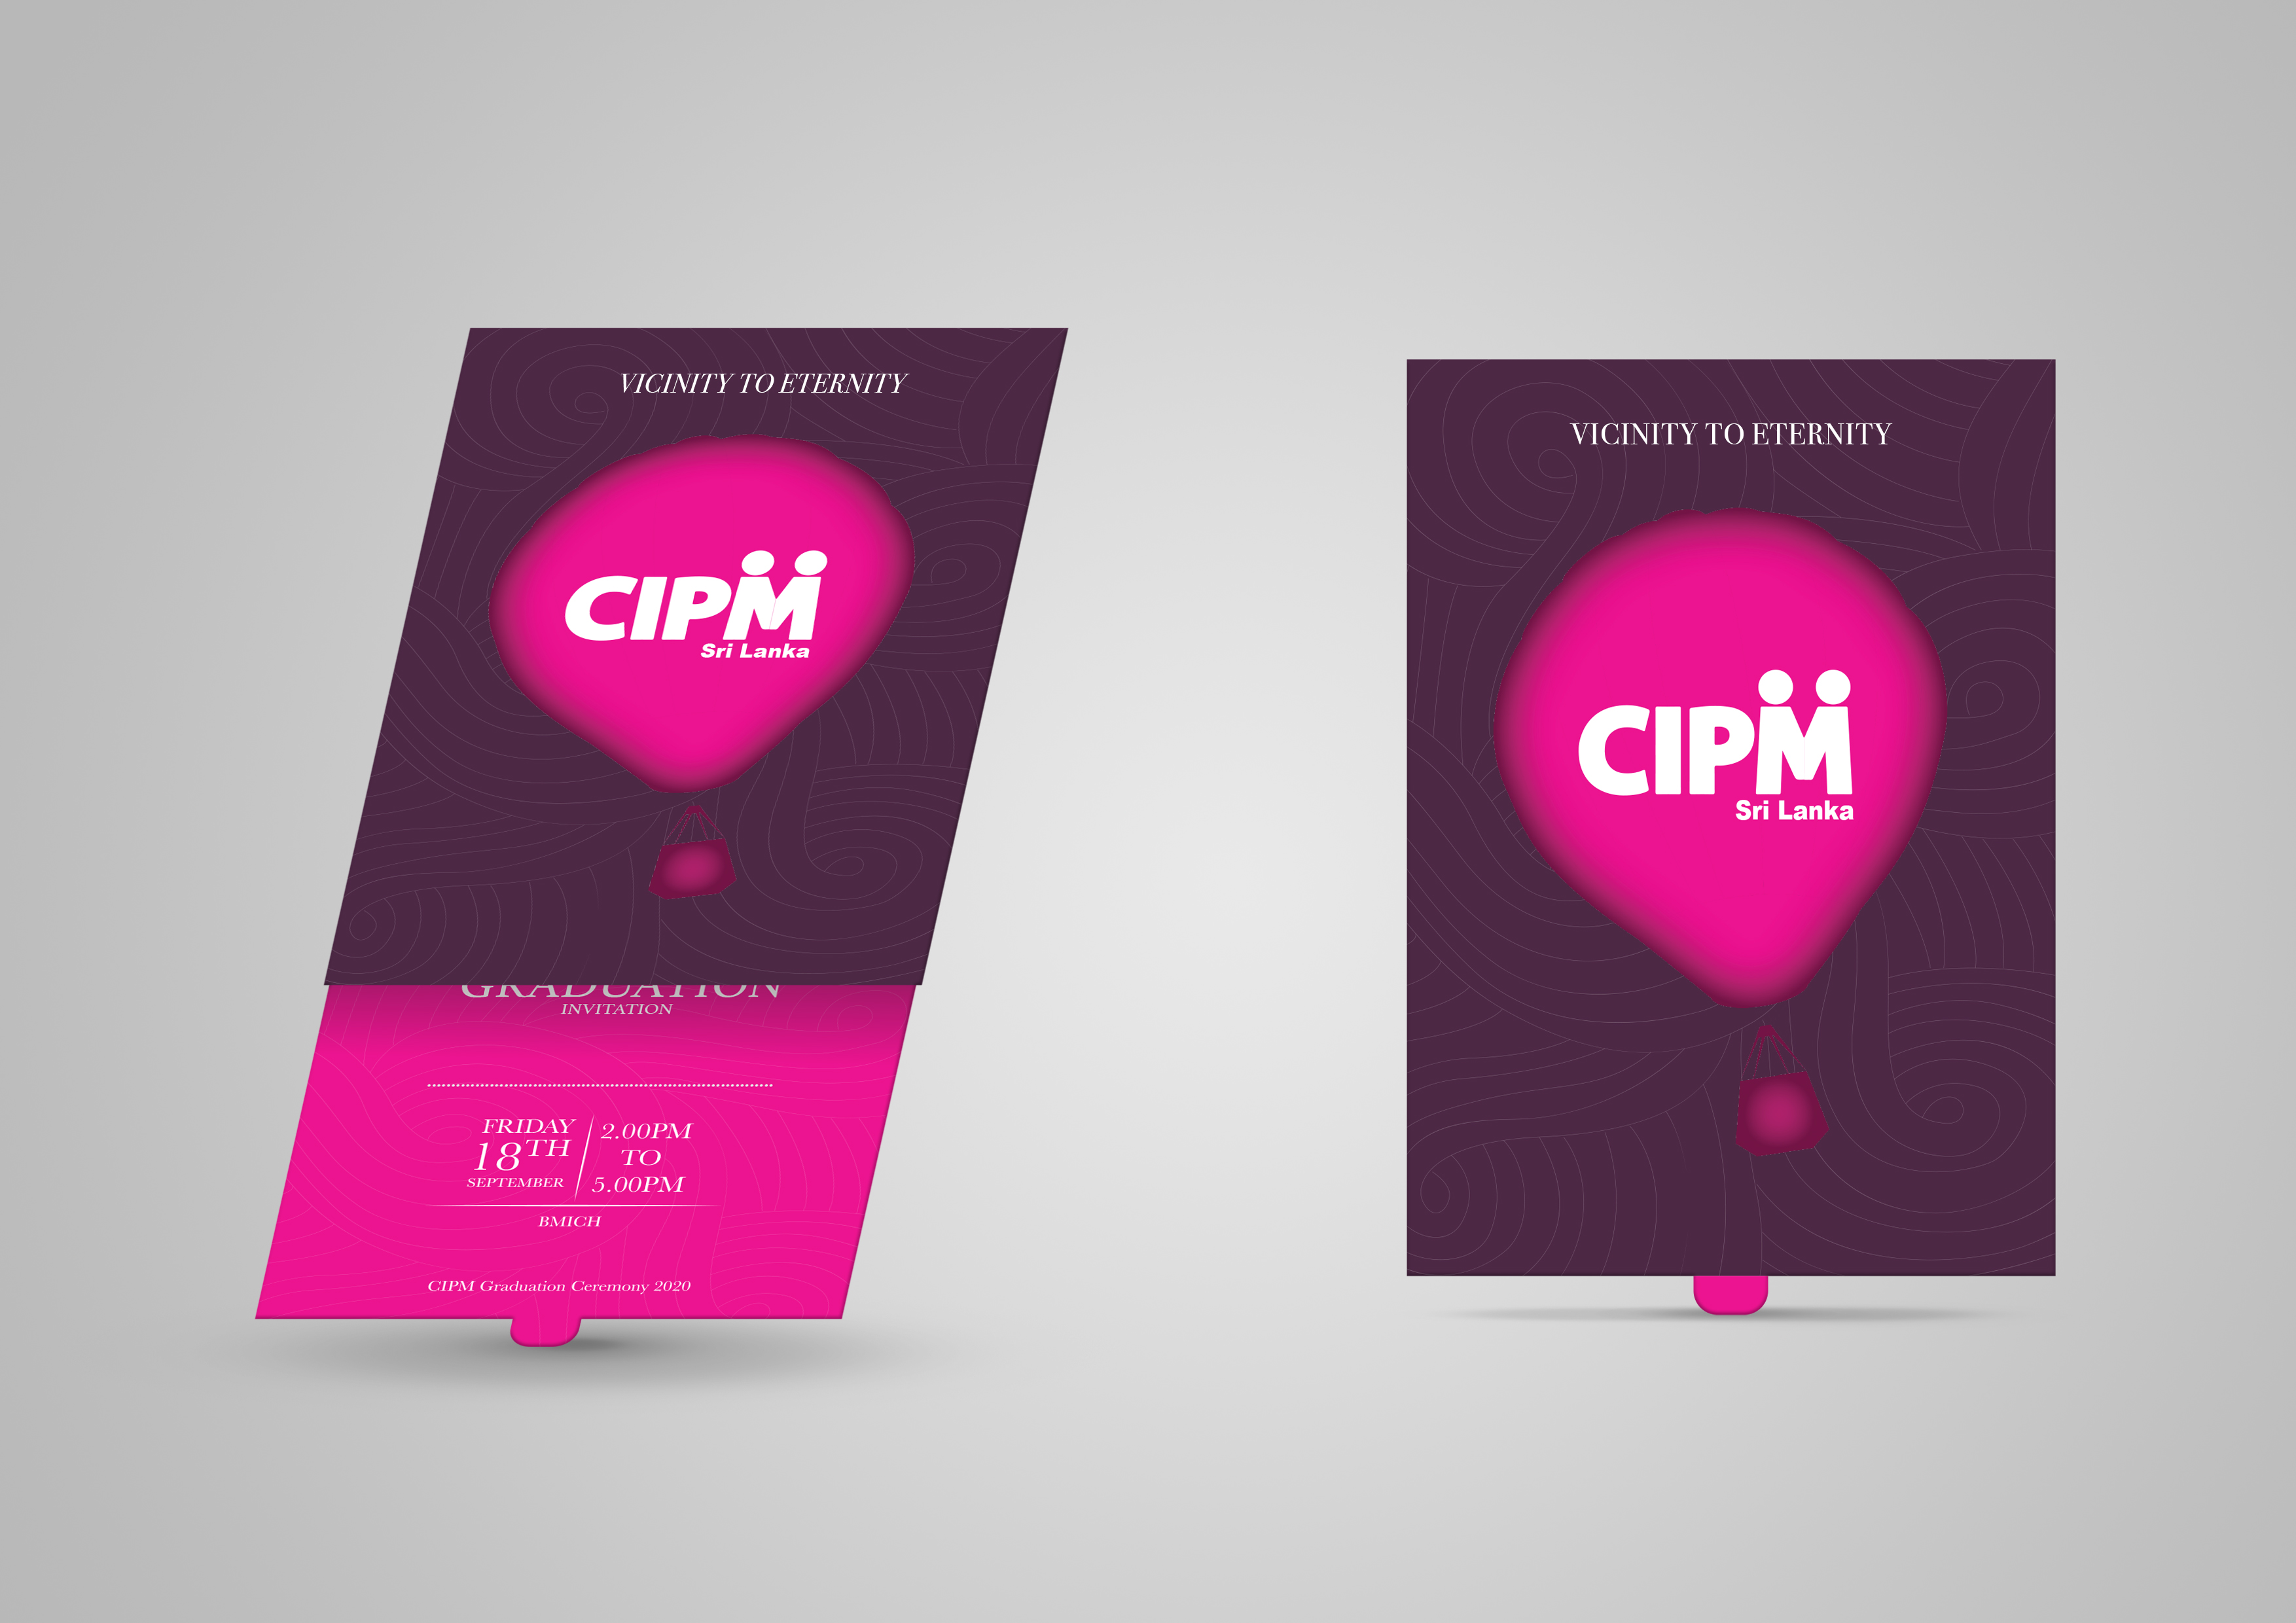 VICINITY TO ETERNITY
CIPM
Sri Lanka
GRADUATION
INVITATION
FRIDAY
18TH
SEPTEMBER
2.00PM
TO
5.00PM
BMICH
CIPM Graduation Ceremony 2020
VICINITY TO ETERNITY
CIPM
Sri Lanka